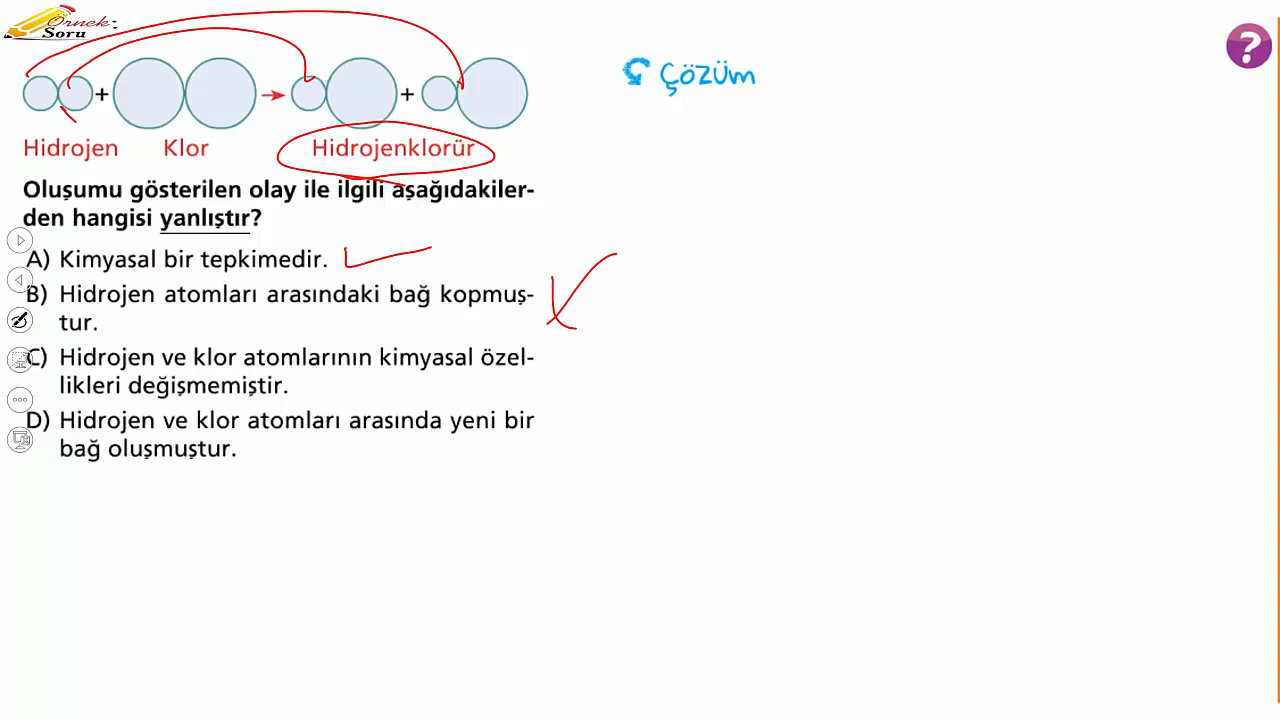 Örnek
Soru :
?
Çözüm
+ +
Hidrojen Klor Hidrojenklorür
Oluşumu gösterilen olay ile ilgili aşağıdakiler-
den hangisi yanlıştır?
A) Kimyasal bir tepkimedir.
B) Hidrojen atomları arasındaki bağ kopmuş-
tur.
C) Hidrojen ve klor atomlarının kimyasal özel-
likleri değişmemiştir.
D) Hidrojen ve klor atomları arasında yeni bir
bağ oluşmuştur.